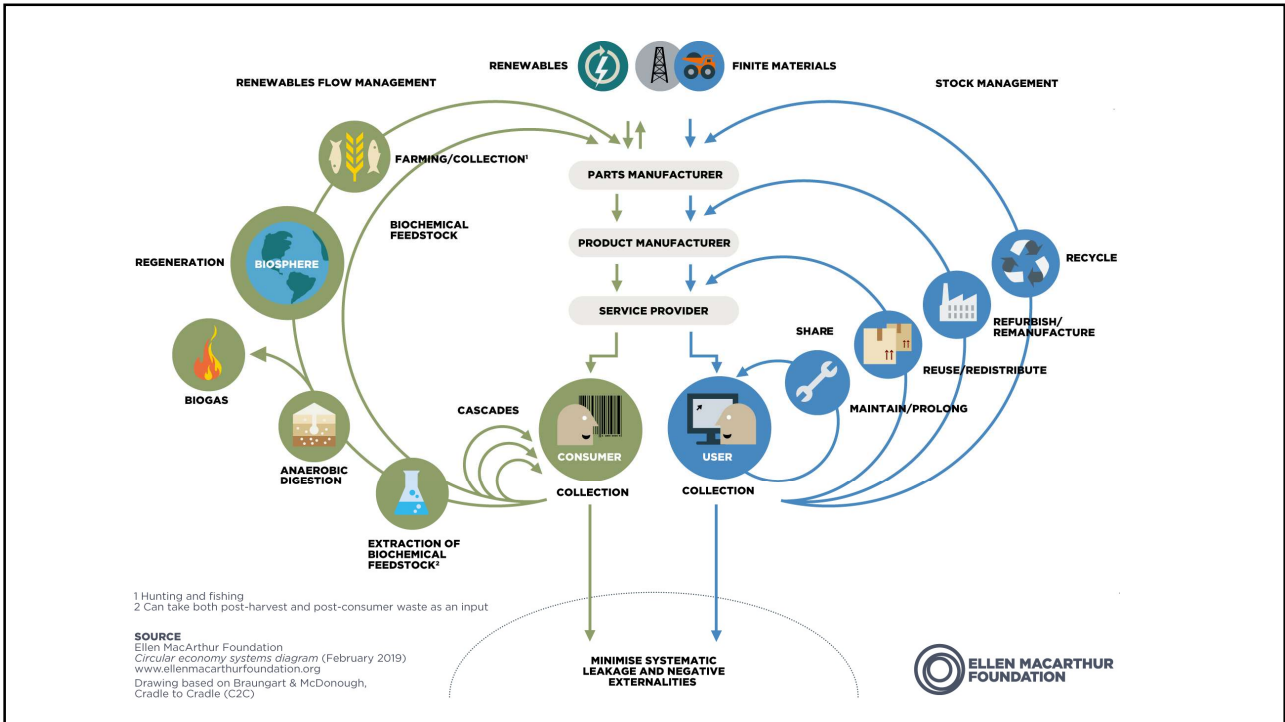 RENEWABLES
FINITE MATERIALS
RENEWABLES FLOW MANAGEMENT
STOCK MANAGEMENT
FARMING/COLLECTION¹
PARTS MANUFACTURER
BIOCHEMICAL
FEEDSTOCK
PRODUCT MANUFACTURER
REGENERATION
BIOSPHERE
RECYCLE
SERVICE PROVIDER
SHARE
REFURBISH/
REMANUFACTURE
REUSE/REDISTRIBUTE
BIOGAS
CASCADES
MAINTAIN/PROLONG
CONSUMER
USER
ANAEROBIC
DIGESTION
COLLECTION
COLLECTION
EXTRACTION OF
BIOCHEMICAL
FEEDSTOCK²
1 Hunting and fishing
2 Can take both post-harvest and post-consumer waste as an input
SOURCE
Ellen MacArthur Foundation
Circular economy systems diagram (February 2019)
www.ellenmacarthurfoundation.org
Drawing based on Braungart & McDonough,
Cradle to Cradle (C2C)
MINIMISE SYSTEMATIC
LEAKAGE AND NEGATIVE
EXTERNALITIES
ELLEN MACARTHUR
FOUNDATION